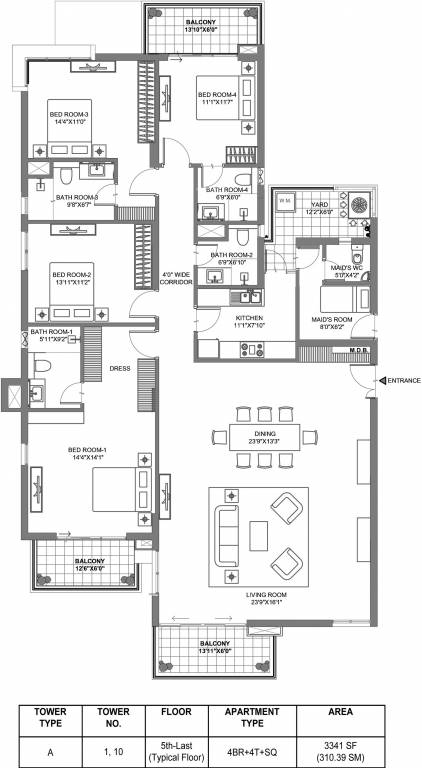 BALCONY
13'10"X6'0"
BED ROOM-3
14'4"X11'0"
BED ROOM-4
11'1"X11'7"
BATH ROOM-3
9'8"X6'7"
BATH ROOM-4
6'9"X6'0"
W.M.
YARD
12'2"X6'0"
BED ROOM-2
13'11"X11'2"
4'0" WIDE
CORRIDOR
BATH ROOM-2
6'9"X6'10"
MAID'S WC
5'0"X4'2"
BATH ROOM-1
5'11"X9'2"
KITCHEN
11'1"X7'10"
MAID'S ROOM
8'0"X6'2"
M.D.B.
DRESS
ENTRANCE
DINING
23'9"X13'3"
BED ROOM-1
14'4"X14'1"
LIVING ROOM
23'9"X16'1"
BALCONY
12'6"X6'0"
BALCONY
13'11"X6'0"
TOWER TYPE
TOWER NO.
FLOOR
APARTMENT TYPE
AREA
A
1, 10
5th-Last (Typical Floor)
4BR+4T+SQ
3341 SF (310.39 SM)